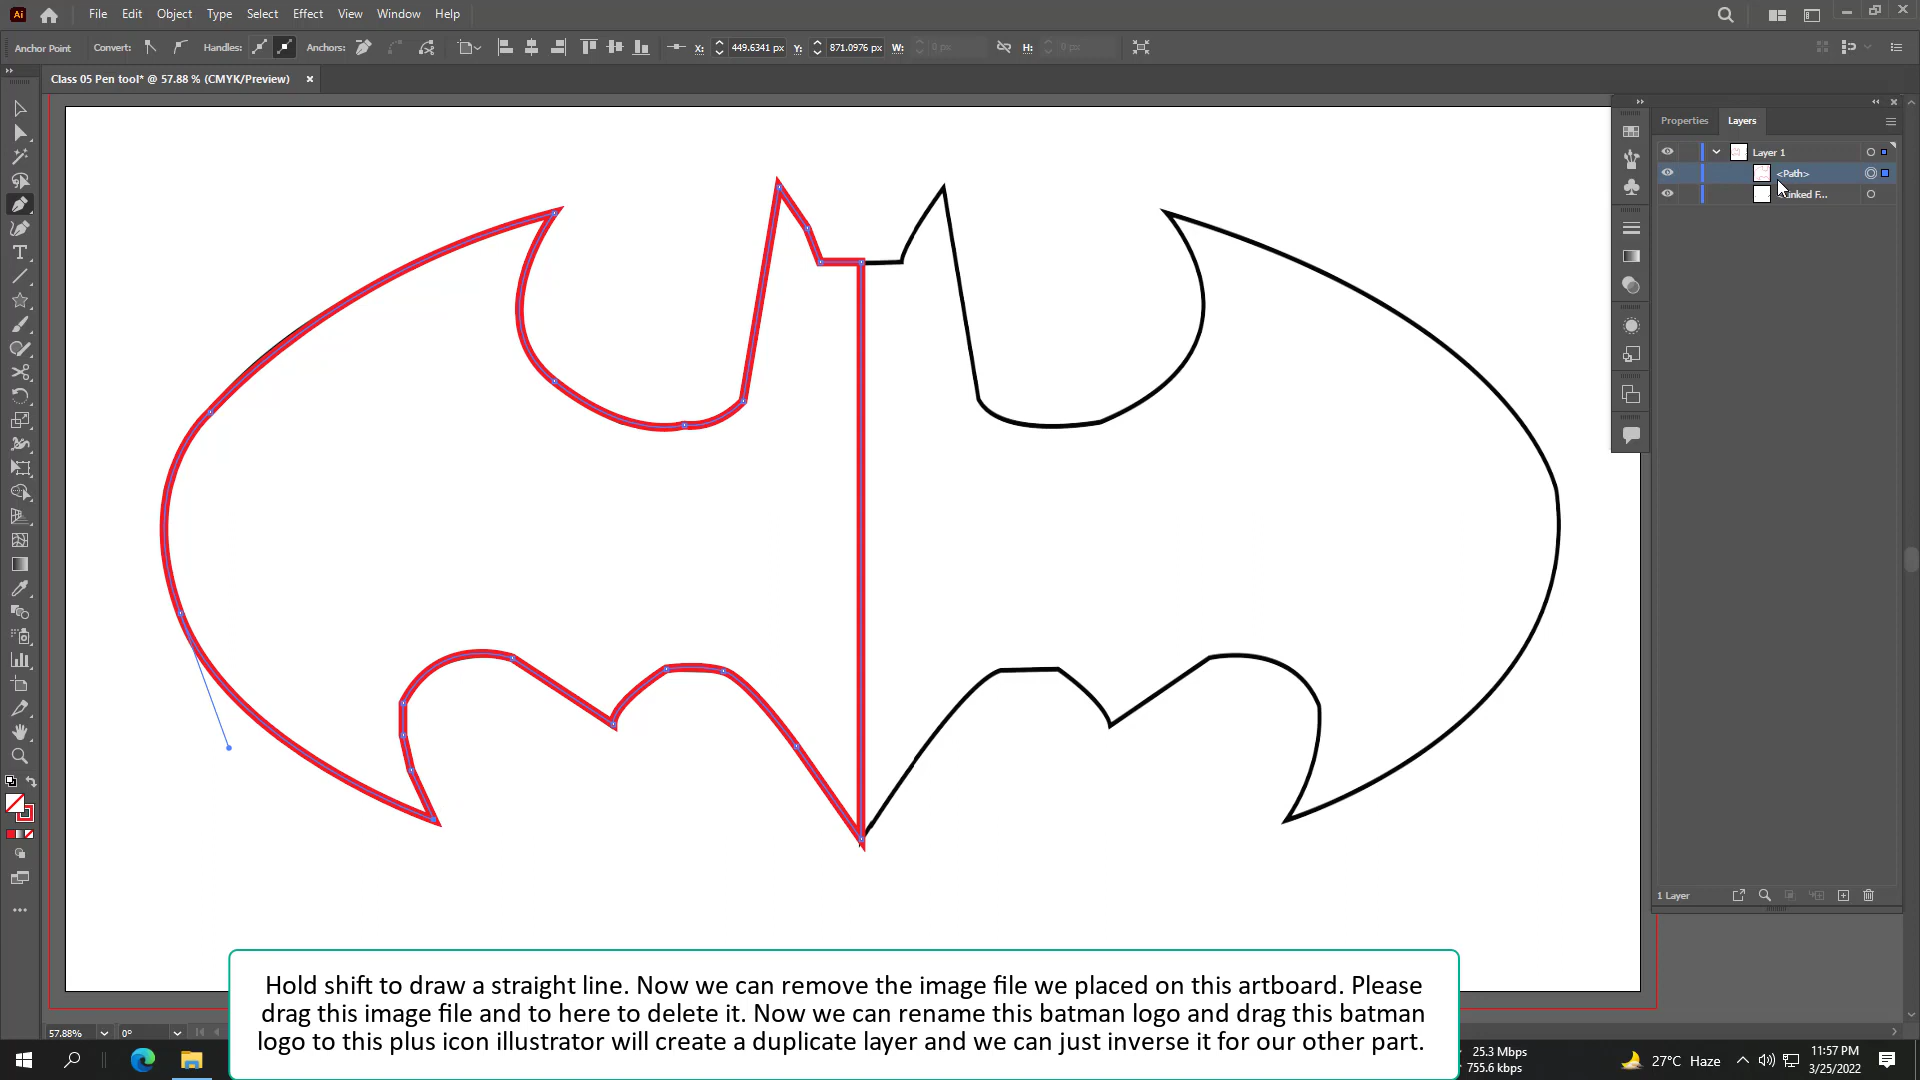 Ai File Edit Object Type Select Effect View Window Help
Anchor Point Convert: Handles: Anchors: X: 449.6341 px Y: 871.0976 px W: 0 px H: 0 px
Class 05 Pen tool* @ 57.88 % (CMYK/Preview) ×
Properties Layers
Layer 1
<Path>
<Linked F...
1 Layer
57.88% 0°
Hold shift to draw a straight line. Now we can remove the image file we placed on this artboard. Please
drag this image file and to here to delete it. Now we can rename this batman logo and drag this batman
logo to this plus icon illustrator will create a duplicate layer and we can just inverse it for our other part.
25.3 Mbps
755.6 kbps
27°C Haze
11:57 PM
3/25/2022